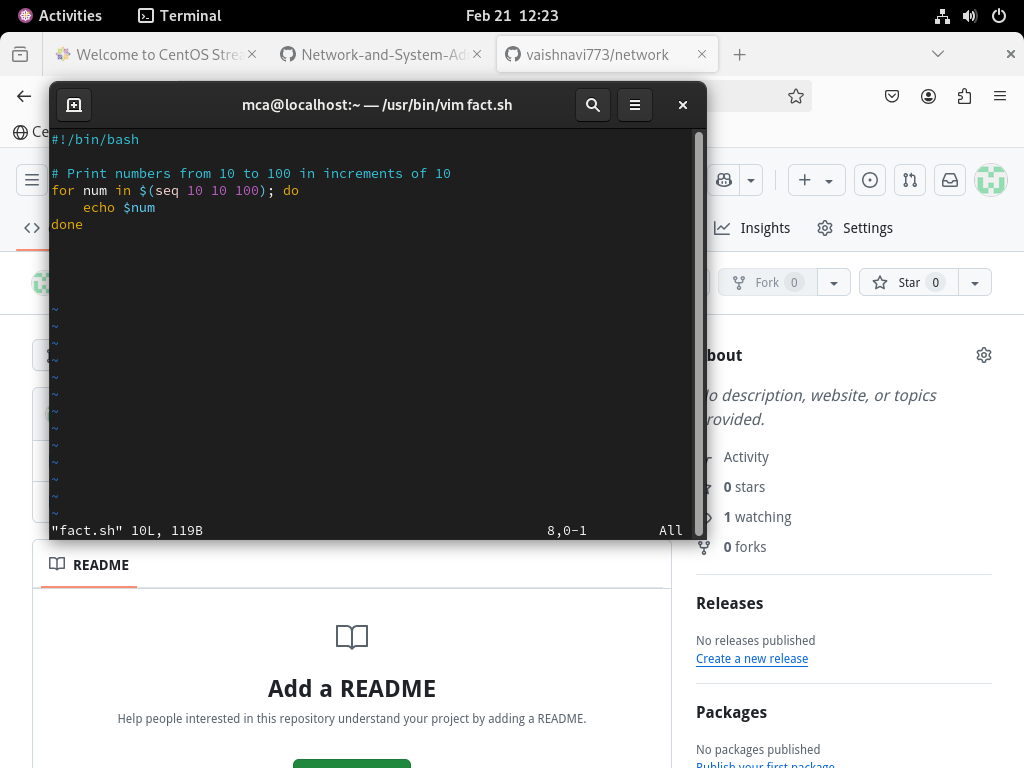 Activities
Terminal
Feb 21 12:23
Welcome to CentOS Strea
Network-and-System-Ad
vaishnavi773/network
mca@localhost:~ — /usr/bin/vim fact.sh
Ce
#!/bin/bash
# Print numbers from 10 to 100 in increments of 10
for num in $(seq 10 10 100); do
    echo $num
done
~
~
~
~
~
~
~
~
~
~
~
~
~
"fact.sh" 10L, 119B 8,0-1 All
Insights
Settings
Fork 0
Star 0
bout
o description, website, or topics
rovided.
Activity
0 stars
1 watching
0 forks
README
Add a README
Help people interested in this repository understand your project by adding a README.
Releases
No releases published
Create a new release
Packages
No packages published
Publish your first package